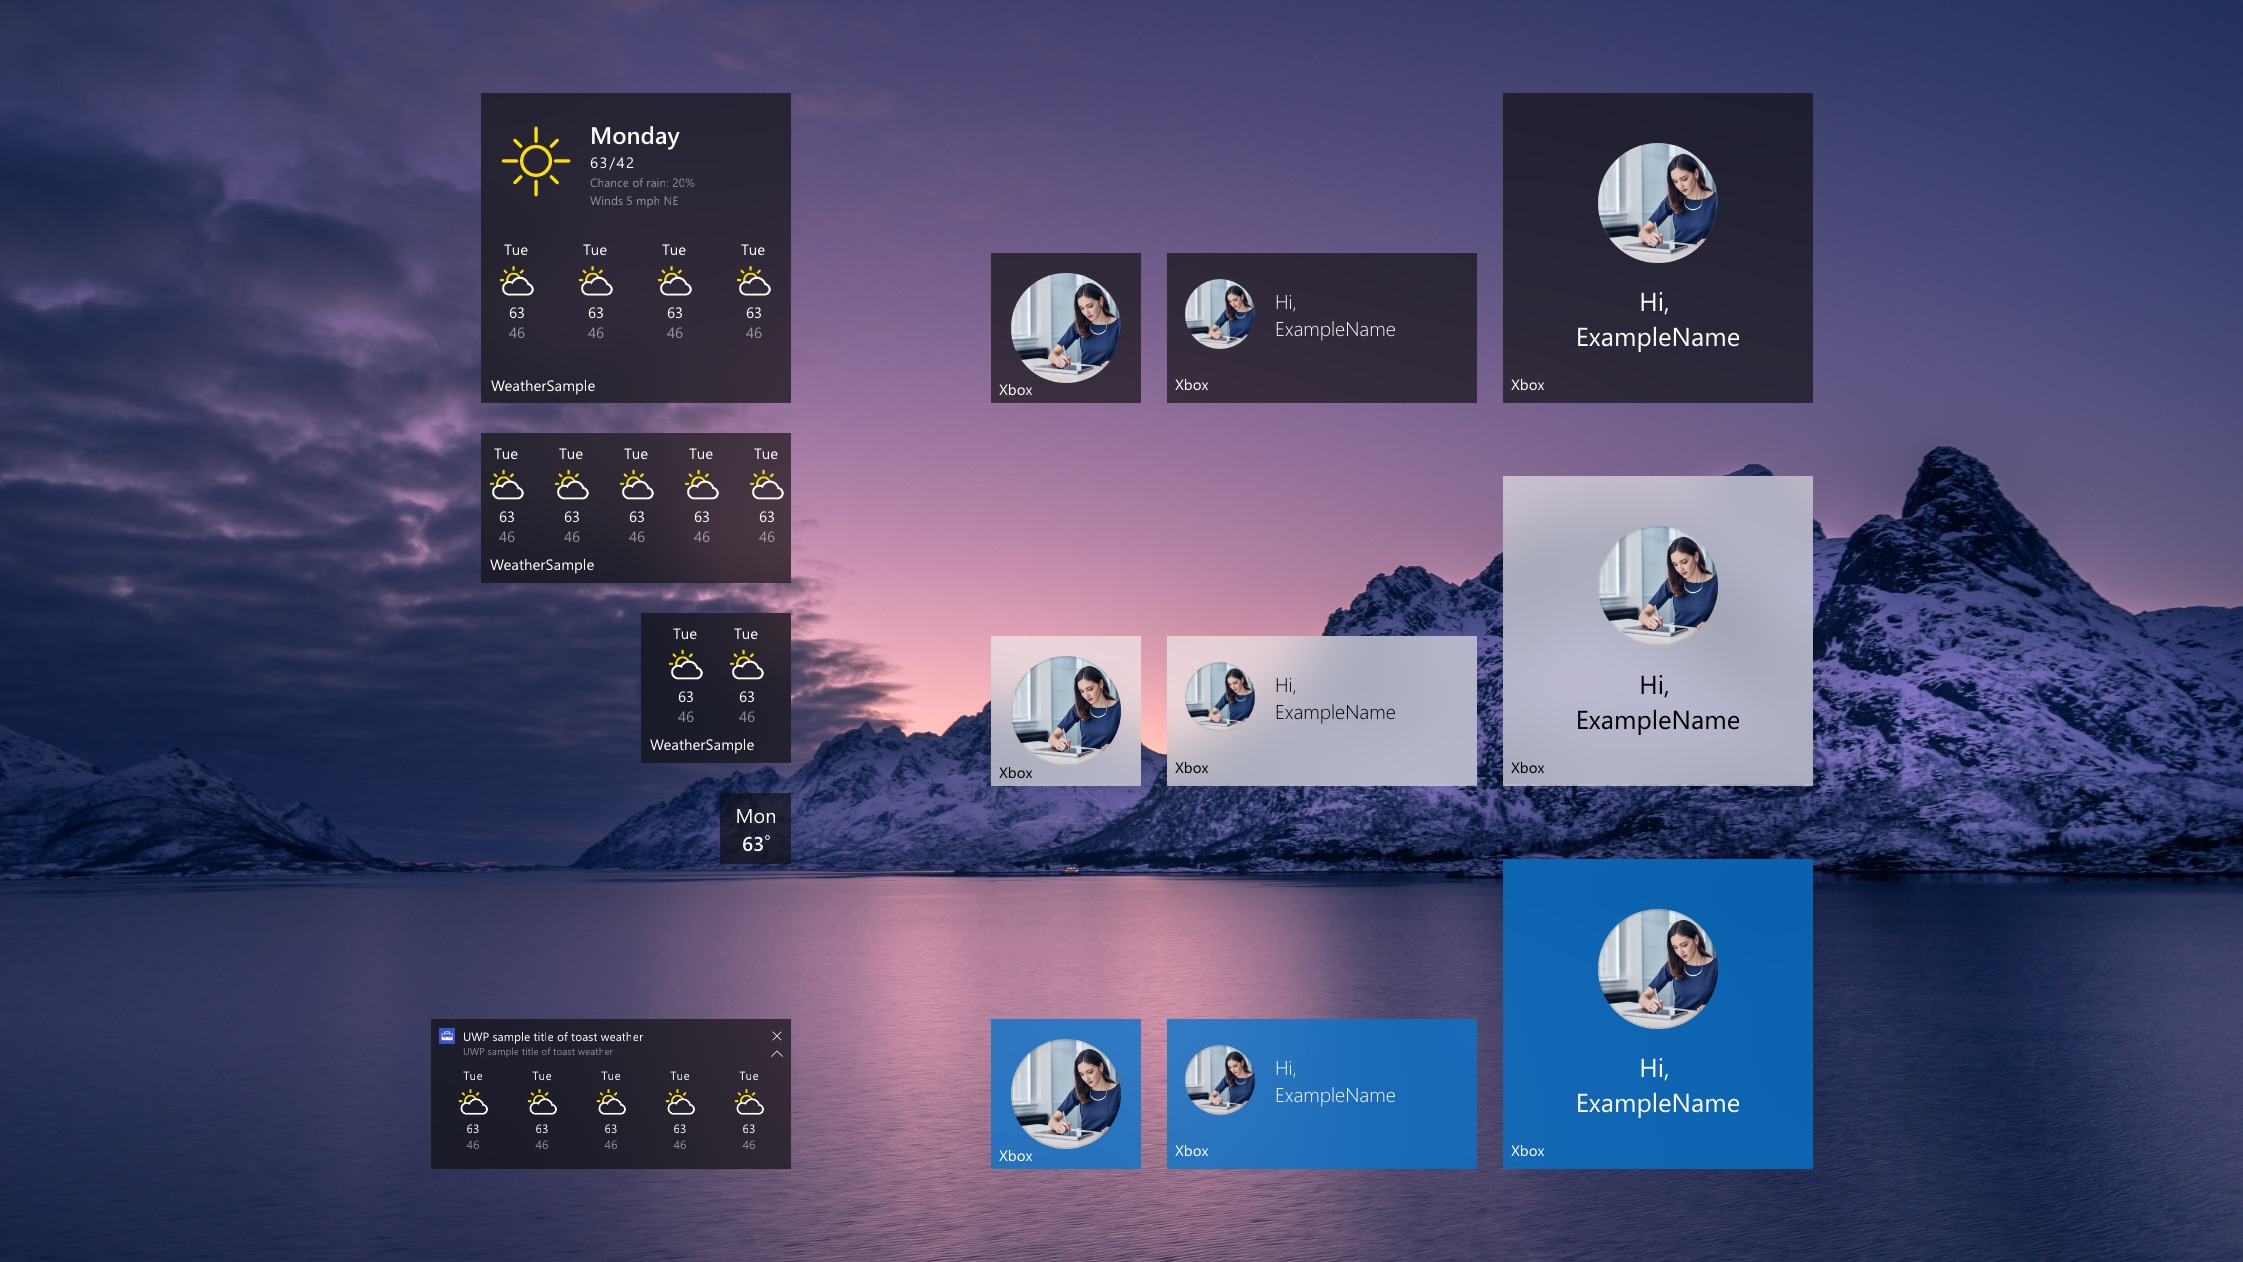 Monday
63/42
Chance of rain: 20%
Winds 5 mph NE
Tue Tue Tue Tue
63 63 63 63
46 46 46 46
WeatherSample
Tue Tue Tue Tue Tue
63 63 63 63 63
46 46 46 46 46
WeatherSample
Tue Tue
63 63
46 46
WeatherSample
Mon
63°
UWP sample title of toast weather
UWP sample title of toast weather
Tue Tue Tue Tue Tue
63 63 63 63 63
46 46 46 46 46
Xbox
Hi,
ExampleName
Xbox
Hi,
ExampleName
Xbox
Xbox
Hi,
ExampleName
Xbox
Hi,
ExampleName
Xbox
Xbox
Hi,
ExampleName
Xbox
Hi,
ExampleName
Xbox